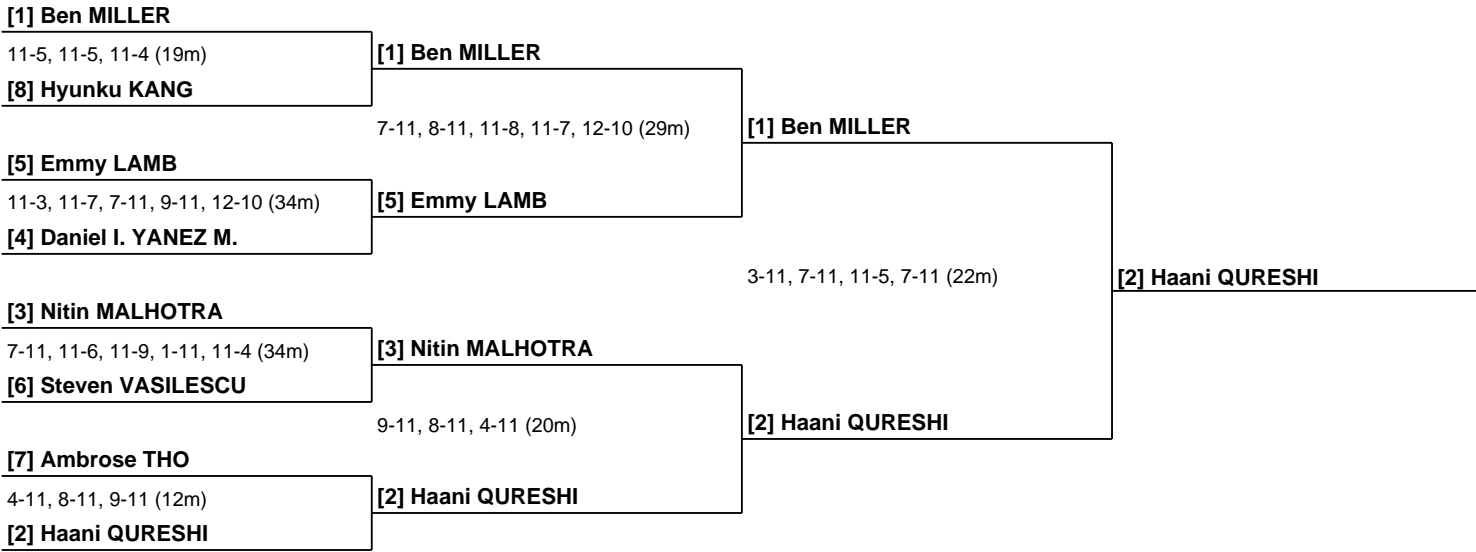 [1] Ben MILLER
11-5, 11-5, 11-4 (19m)
[8] Hyunku KANG
[5] Emmy LAMB
11-3, 11-7, 7-11, 9-11, 12-10 (34m)
[4] Daniel I. YANEZ M.
[3] Nitin MALHOTRA
7-11, 11-6, 11-9, 1-11, 11-4 (34m)
[6] Steven VASILESCU
[7] Ambrose THO
4-11, 8-11, 9-11 (12m)
[2] Haani QURESHI
[1] Ben MILLER
7-11, 8-11, 11-8, 11-7, 12-10 (29m)
[5] Emmy LAMB
[3] Nitin MALHOTRA
9-11, 8-11, 4-11 (20m)
[2] Haani QURESHI
[1] Ben MILLER
3-11, 7-11, 11-5, 7-11 (22m)
[2] Haani QURESHI
[2] Haani QURESHI